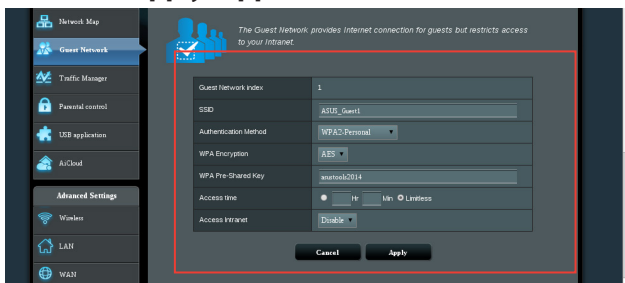 Network Map
Guest Network
Traffic Manager
Parental control
USB application
AiCloud
Advanced Settings
Wireless
LAN
WAN
The Guest Network provides Internet connection for guests but restricts access
to your Intranet.
Guest Network index 1
SSID ASUS_Guest1
Authentication Method WPA2-Personal
WPA Encryption AES
WPA Pre-Shared Key asustools2014
Access time Hr Min Limitless
Access Intranet Disable
Cancel Apply